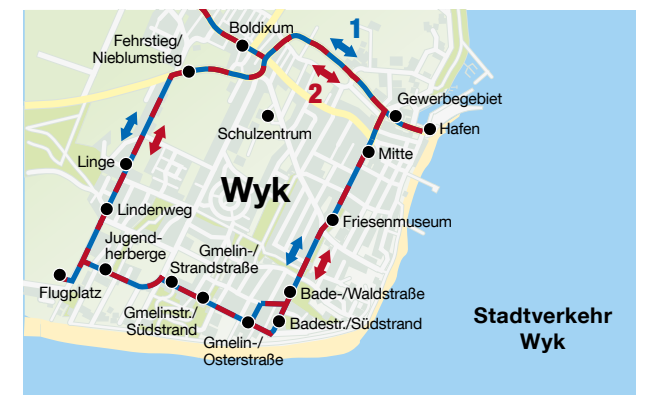 Boldixum
1
Fehrstieg/
Nieblumstieg
2
Gewerbegebiet
Hafen
Schulzentrum
Mitte
Linge
Wyk
Lindenweg
Friesenmuseum
Jugend-
herberge
Gmelin-/
Strandstraße
Flugplatz
Bade-/Waldstraße
Gmelinstr./
Südstrand
Badestr./Südstrand
Gmelin-/
Osterstraße
Stadtverkehr
Wyk